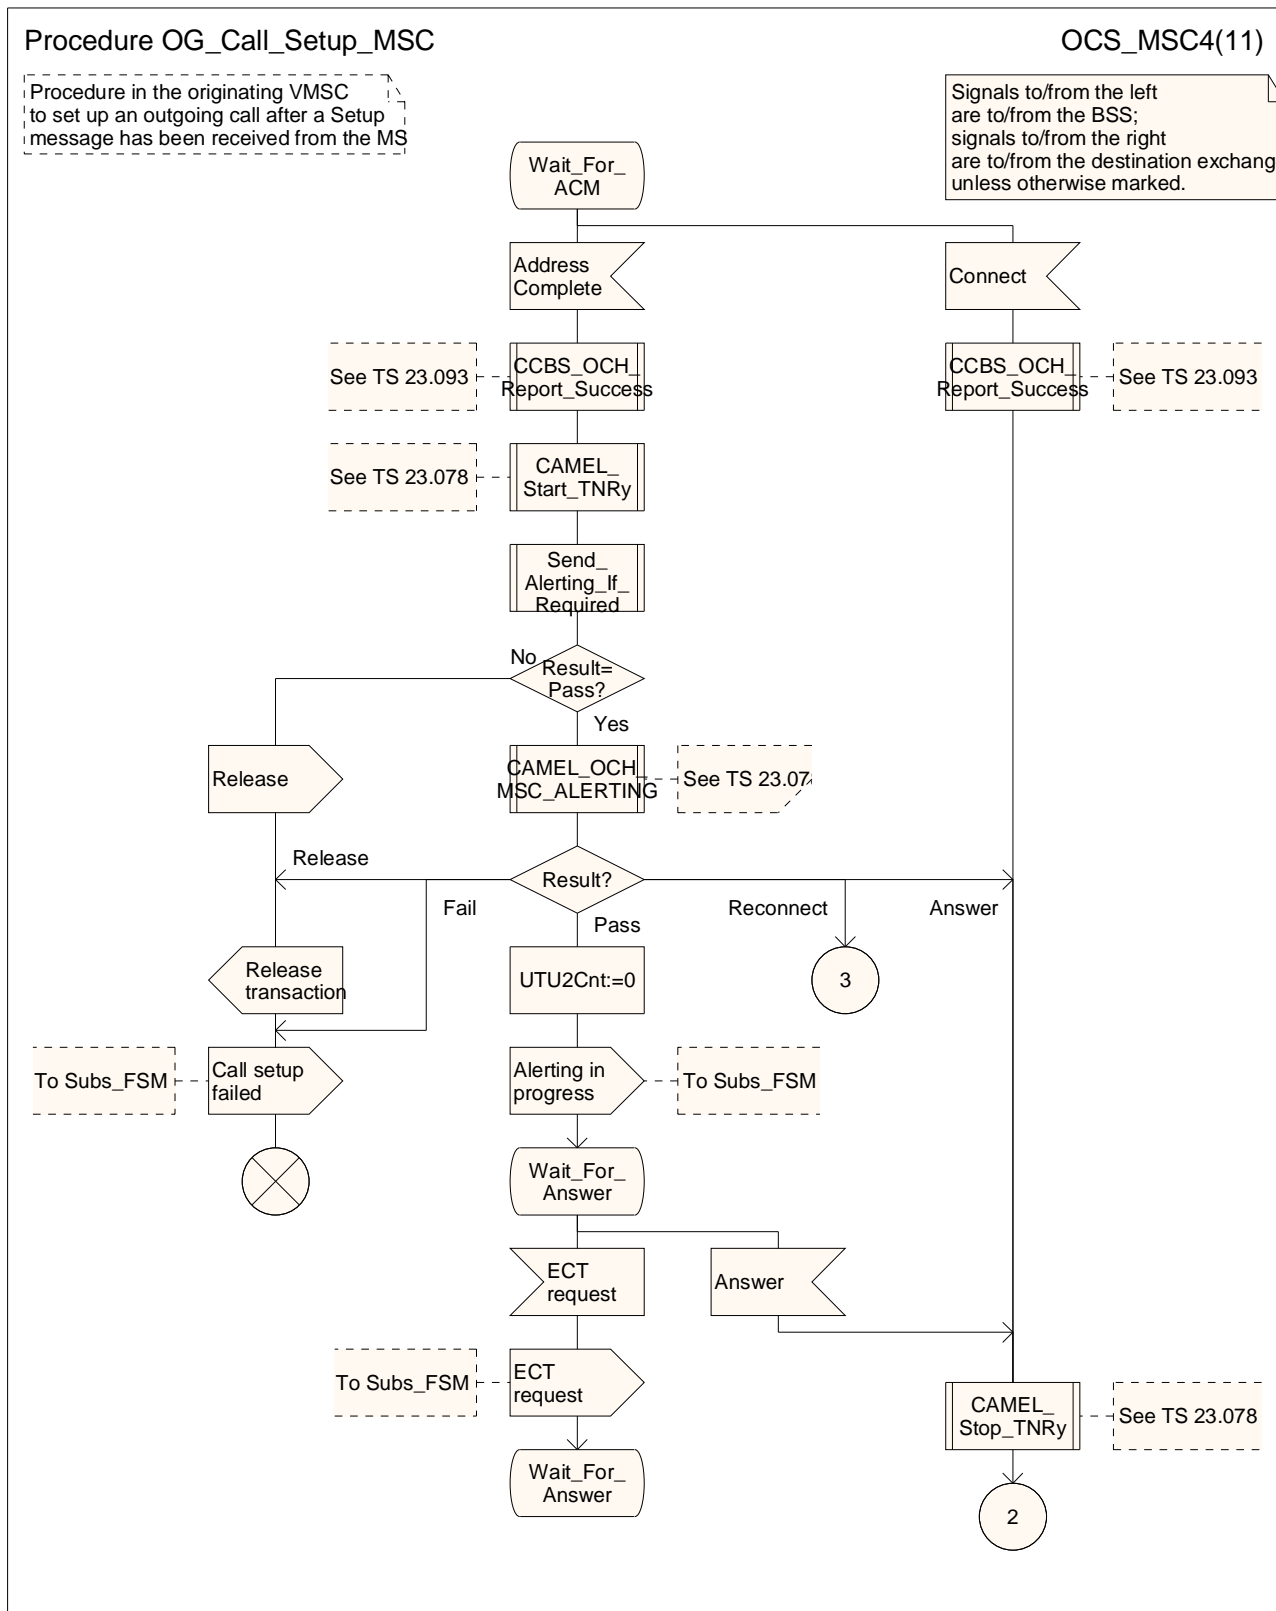 Procedure OG_Call_Setup_MSC
OCS_MSC4(11)
Procedure in the originating VMSC
to set up an outgoing call after a Setup
message has been received from the MS
Signals to/from the left
are to/from the BSS;
signals to/from the right
are to/from the destination exchang
unless otherwise marked.
Wait_For_
ACM
Address
Complete
Connect
See TS 23.093
CCBS_OCH_
Report_Success
CCBS_OCH_
Report_Success
See TS 23.093
See TS 23.078
CAMEL_
Start_TNRy
Send_
Alerting_If_
Required
No
Result=
Pass?
Yes
Release
CAMEL_OCH_
MSC_ALERTING
See TS 23.07
Release
Result?
Fail
Reconnect
Answer
Pass
Release
transaction
UTU2Cnt:=0
3
To Subs_FSM
Call setup
failed
Alerting in
progress
To Subs_FSM
Wait_For_
Answer
ECT
request
Answer
To Subs_FSM
ECT
request
CAMEL_
Stop_TNRy
See TS 23.078
Wait_For_
Answer
2